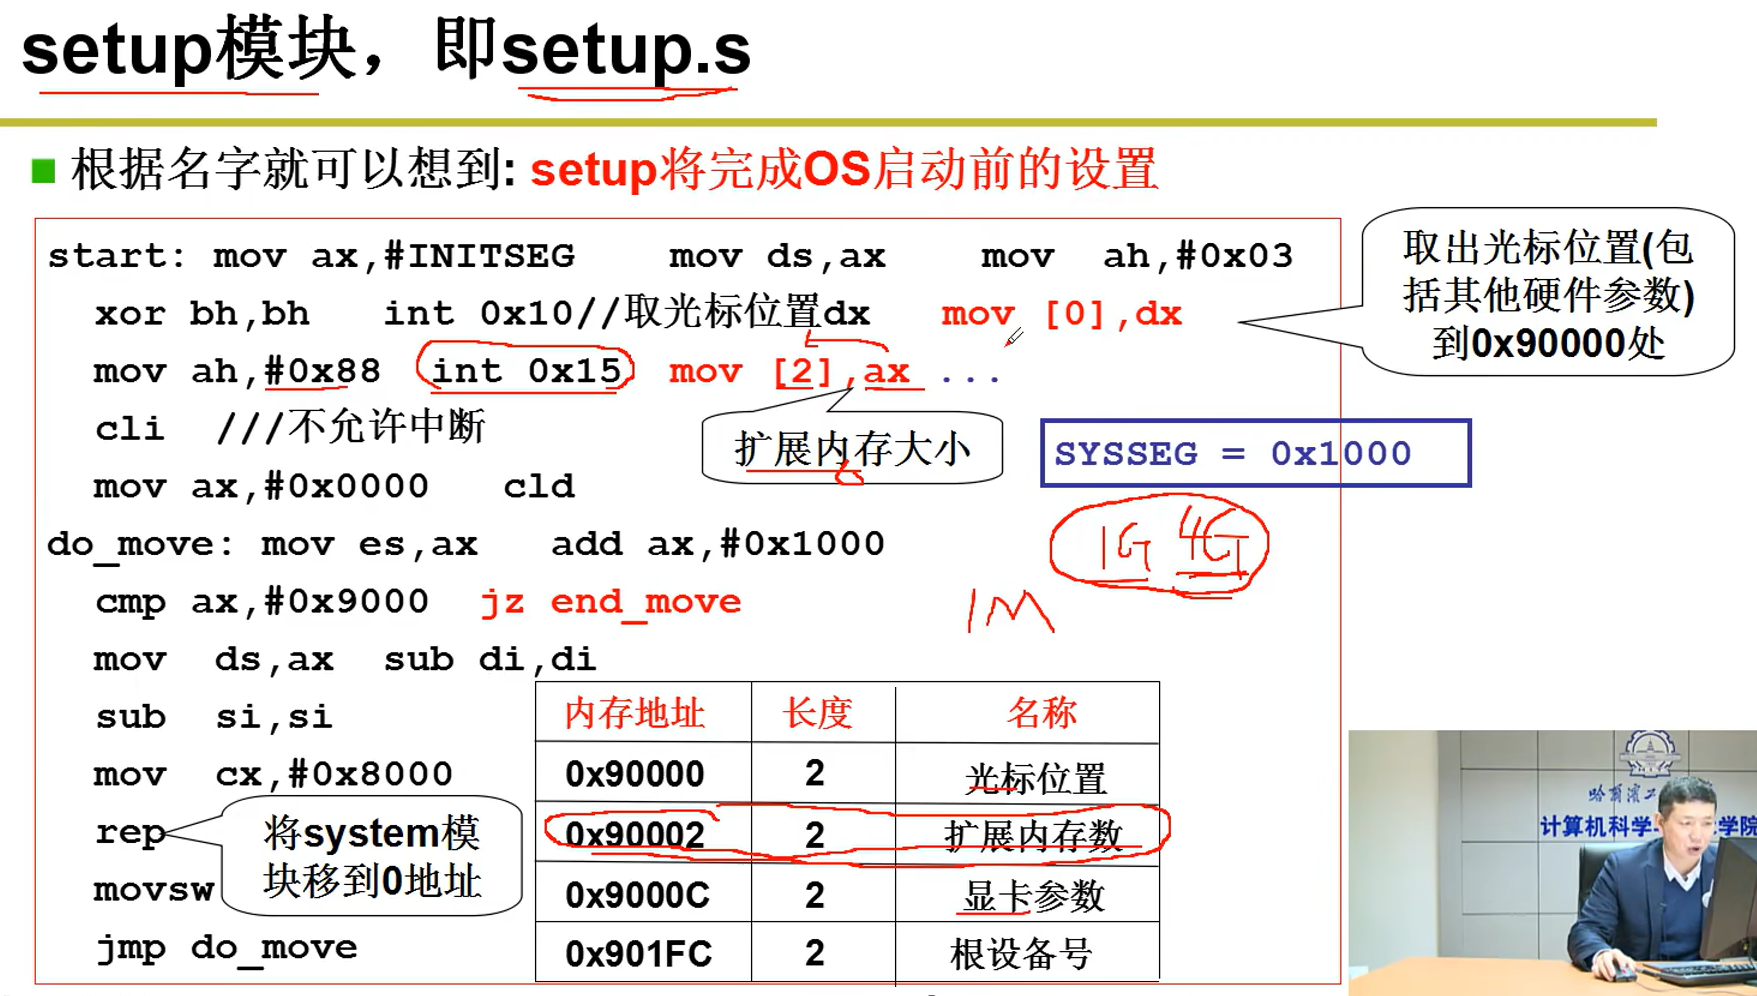 setup模块，即setup.s
根据名字就可以想到: setup将完成OS启动前的设置
start: mov ax,#INITSEG mov ds,ax mov ah,#0x03
xor bh,bh int 0x10//取光标位置dx mov [0],dx
mov ah,#0x88 int 0x15 mov [2],ax ...
cli ///不允许中断
mov ax,#0x0000 cld
do_move: mov es,ax add ax,#0x1000
cmp ax,#0x9000 jz end_move
mov ds,ax sub di,di
sub si,si
mov cx,#0x8000
rep
movsw
jmp do_move
取出光标位置(包
括其他硬件参数)
到0x90000处
扩展内存大小
SYSSEG = 0x1000
1G 4G
1M
将system模
块移到0地址
内存地址 长度 名称
0x90000 2 光标位置
0x90002 2 扩展内存数
0x9000C 2 显卡参数
0x901FC 2 根设备号
哈尔滨工
计算机科学
学院